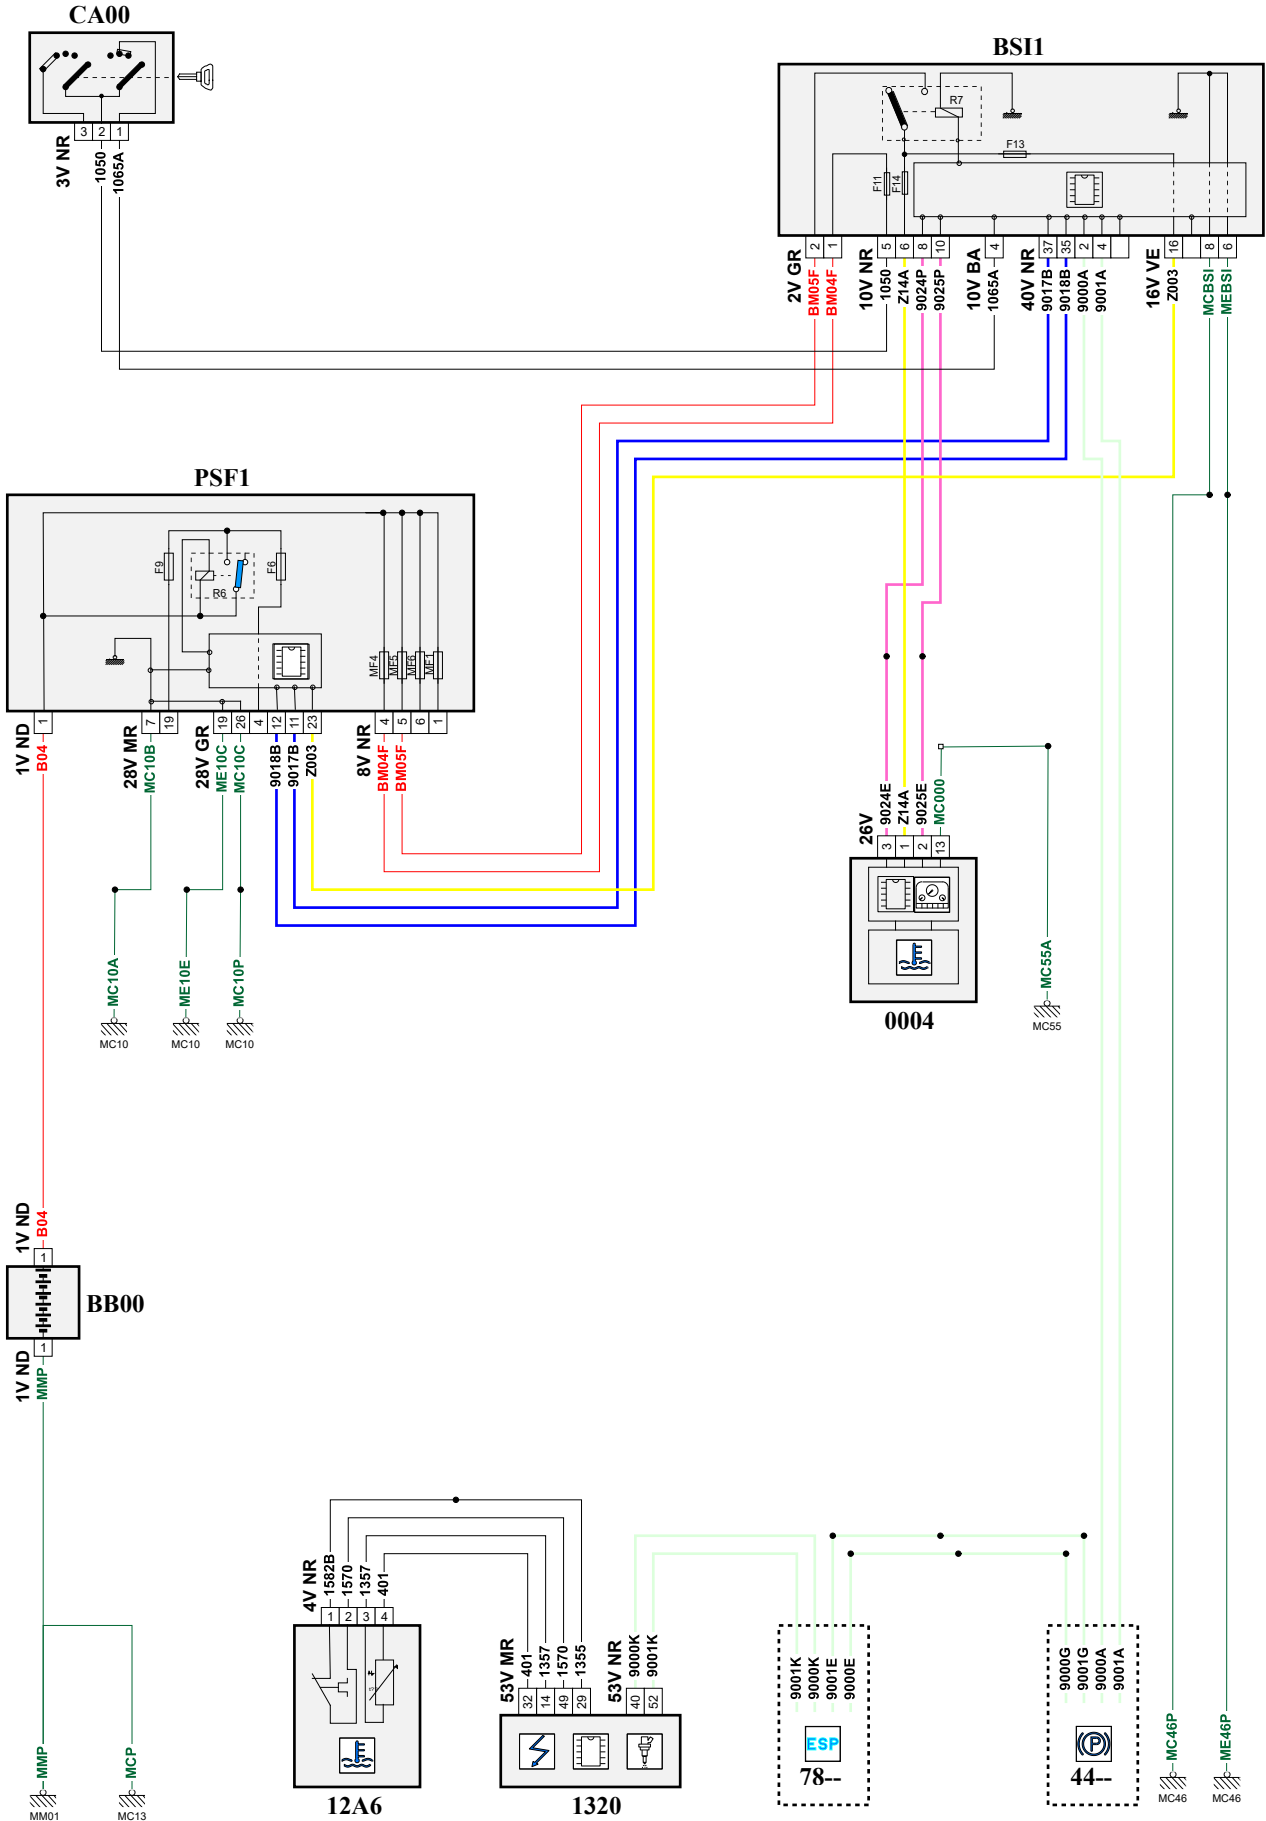 CA00
3 2 1
3V NR
1050
1065A
BSI1
R7
F13
F11
F14
2 1 5 6 8 10 4 37 35 2 4 16 8 6
2V GR
BM05F
BM04F
10V NR
1050
Z14A
9024P
9025P
10V BA
1065A
40V NR
9017B
9018B
9000A
9001A
16V VE
Z003
MCBSI
MEBSI
PSF1
F9
R6
F6
MF4
MF5
MF6
MF1
1 7 19 19 26 4 12 11 23 4 5 6 1
1V ND
B04
28V MR
MC10B
28V GR
ME10C
MC10C
9018B
9017B
Z003
8V NR
BM04F
BM05F
MC10A
ME10E
MC10P
MC10
MC10
MC10
26V
9024E
Z14A
9025E
MC000
3 1 2 13
0004
MC55A
MC55
1V ND
B04
1
BB00
1
1V ND
MMP
MMP
MCP
MM01
MC13
4V NR
1582B
1570
1357
401
1 2 3 4
12A6
53V MR
401
1357
1570
1355
53V NR
9000K
9001K
32 14 49 29 40 52
1320
9001K
9000K
9001E
9000E
ESP
78--
9000G
9001G
9000A
9001A
P
44--
MC46P
ME46P
MC46
MC46